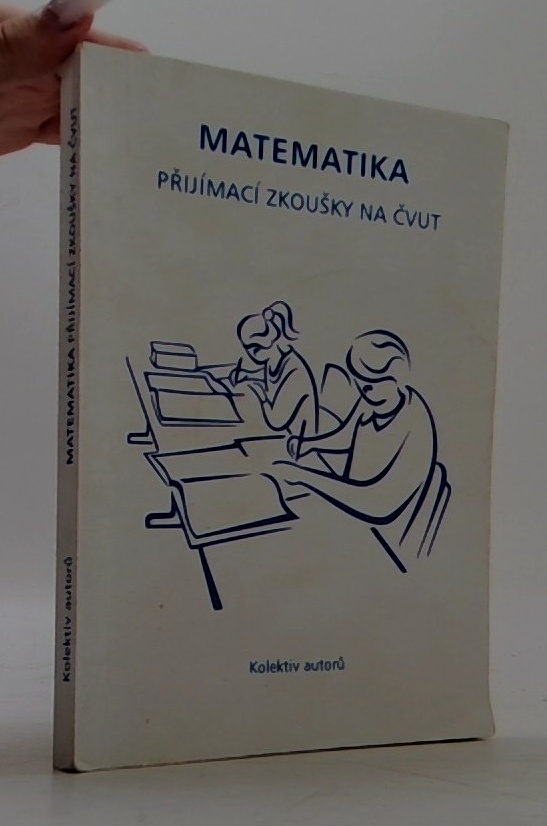 MATEMATIKA
PŘIJÍMACÍ ZKOUŠKY NA ČVUT
Kolektiv autorů
MATEMATIKA PŘIJÍMACÍ ZKOUŠKY NA ČVUT
Kolektiv autorů